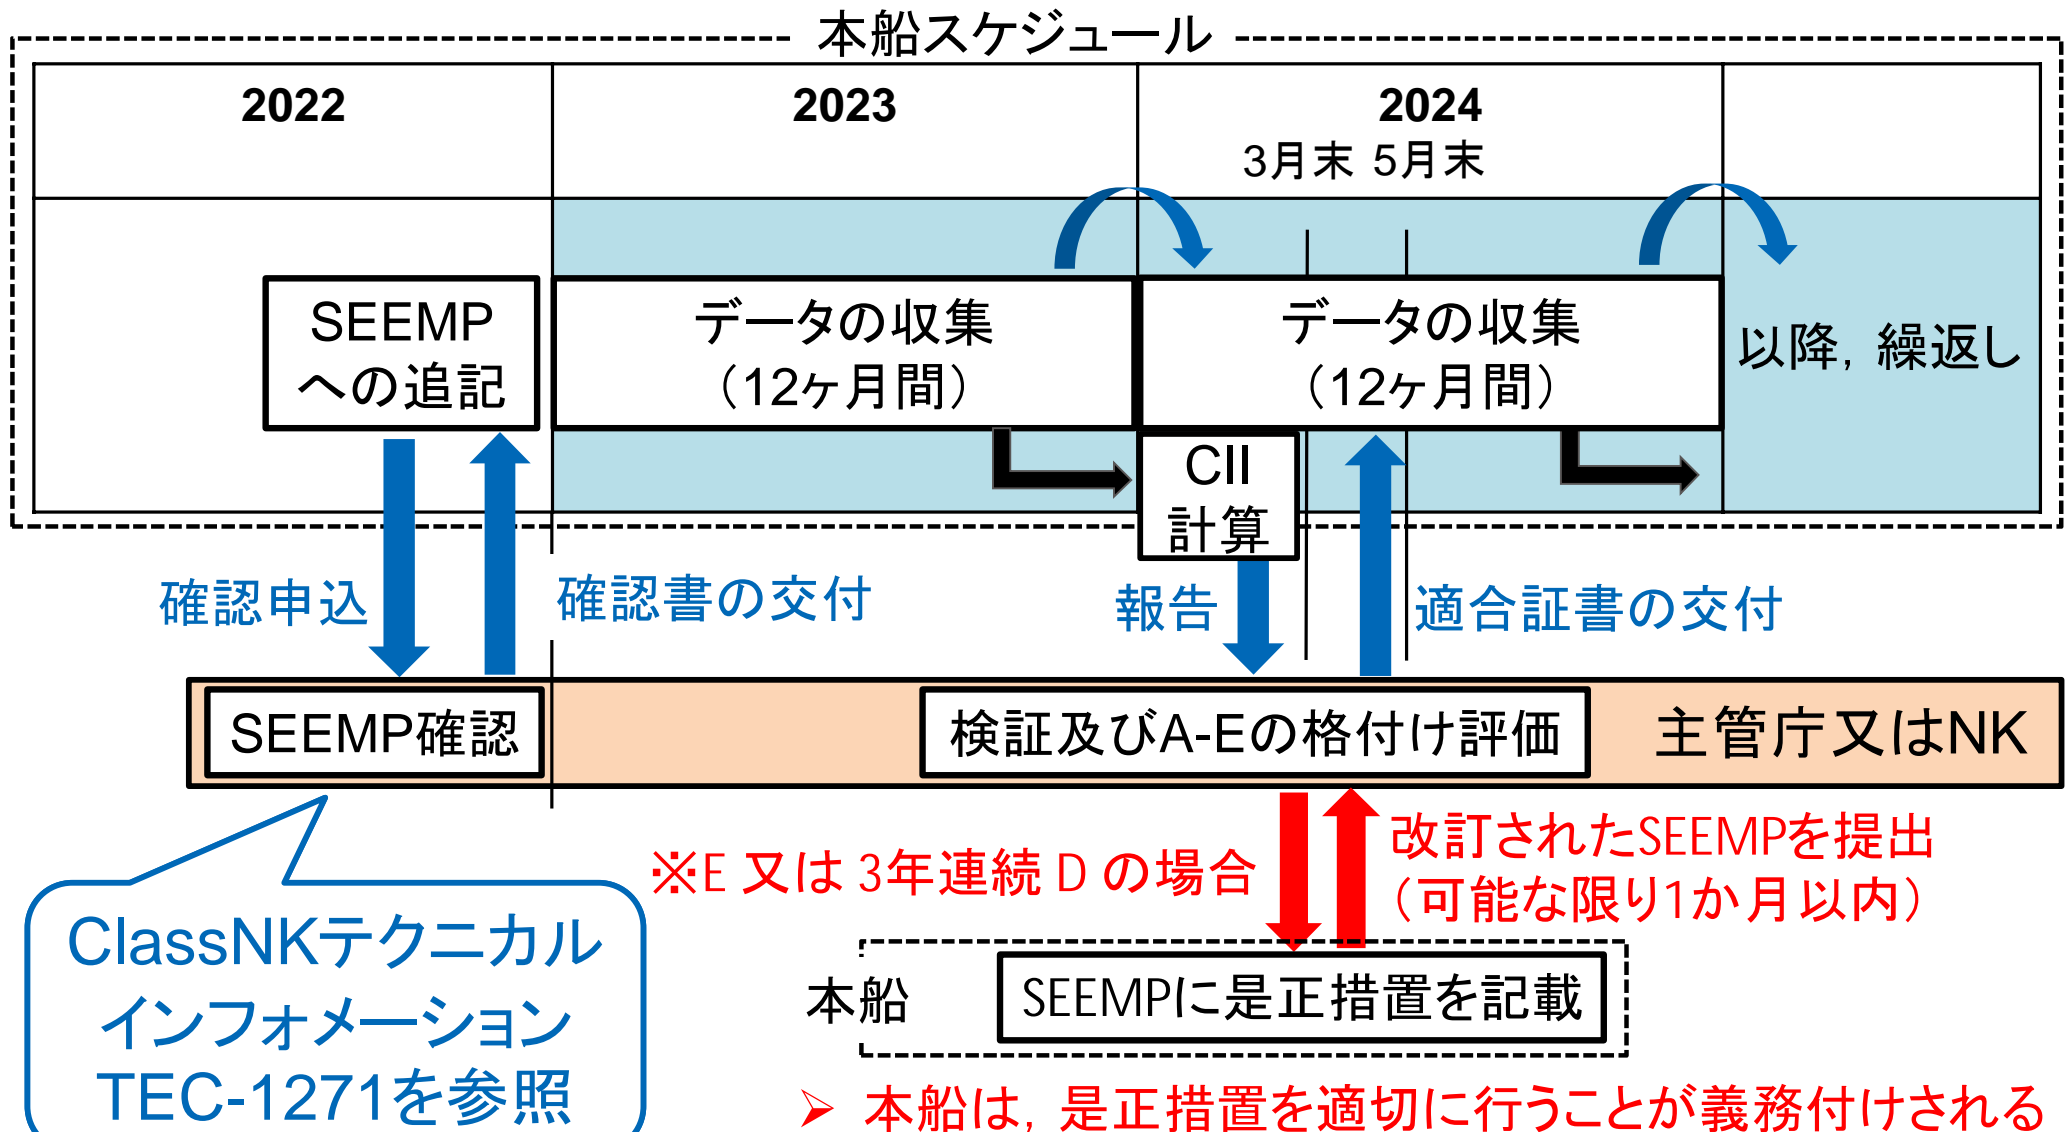 本船スケジュール
2022
2023
2024
3月末 5月末
SEEMP
への追記
データの収集
（12ヶ月間）
データの収集
（12ヶ月間）
以降，繰返し
CII
計算
確認申込
確認書の交付
報告
適合証書の交付
SEEMP確認
検証及びA-Eの格付け評価
主管庁又はNK
※E 又は 3年連続 D の場合
改訂されたSEEMPを提出
（可能な限り1か月以内）
ClassNKテクニカル
インフォメーション
TEC-1271を参照
本船
SEEMPに是正措置を記載
➢ 本船は，是正措置を適切に行うことが義務付けされる